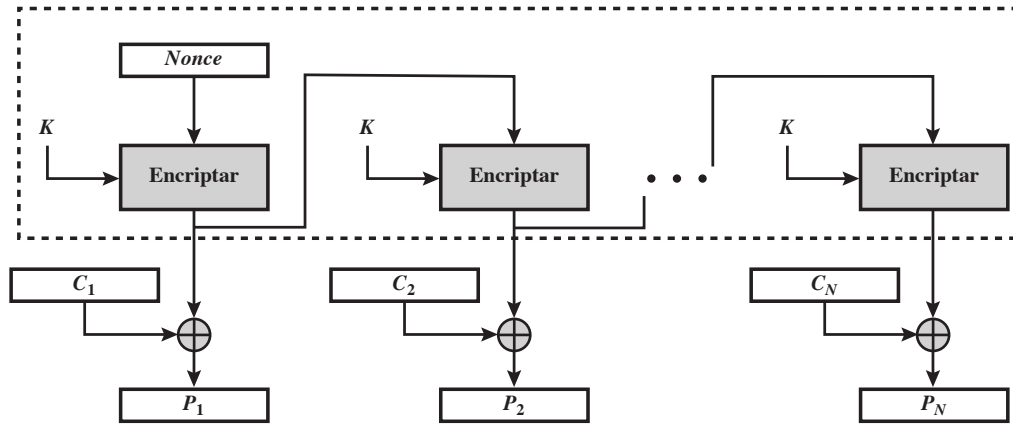 Nonce
K
K
K
Encriptar
Encriptar
• • •
Encriptar
C1
C2
CN
P1
P2
PN